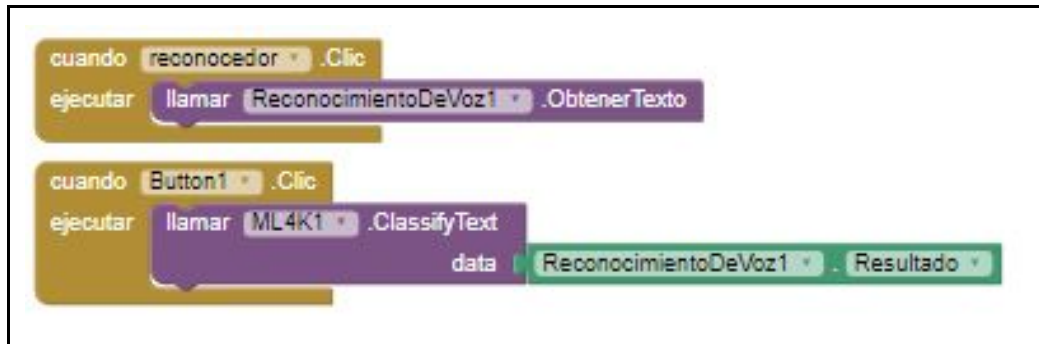 cuando reconocedor .Clic
ejecutar llamar ReconocimientoDeVoz1 .ObtenerTexto
cuando Button1 .Clic
ejecutar llamar ML4K1 .ClassifyText
data ReconocimientoDeVoz1 . Resultado